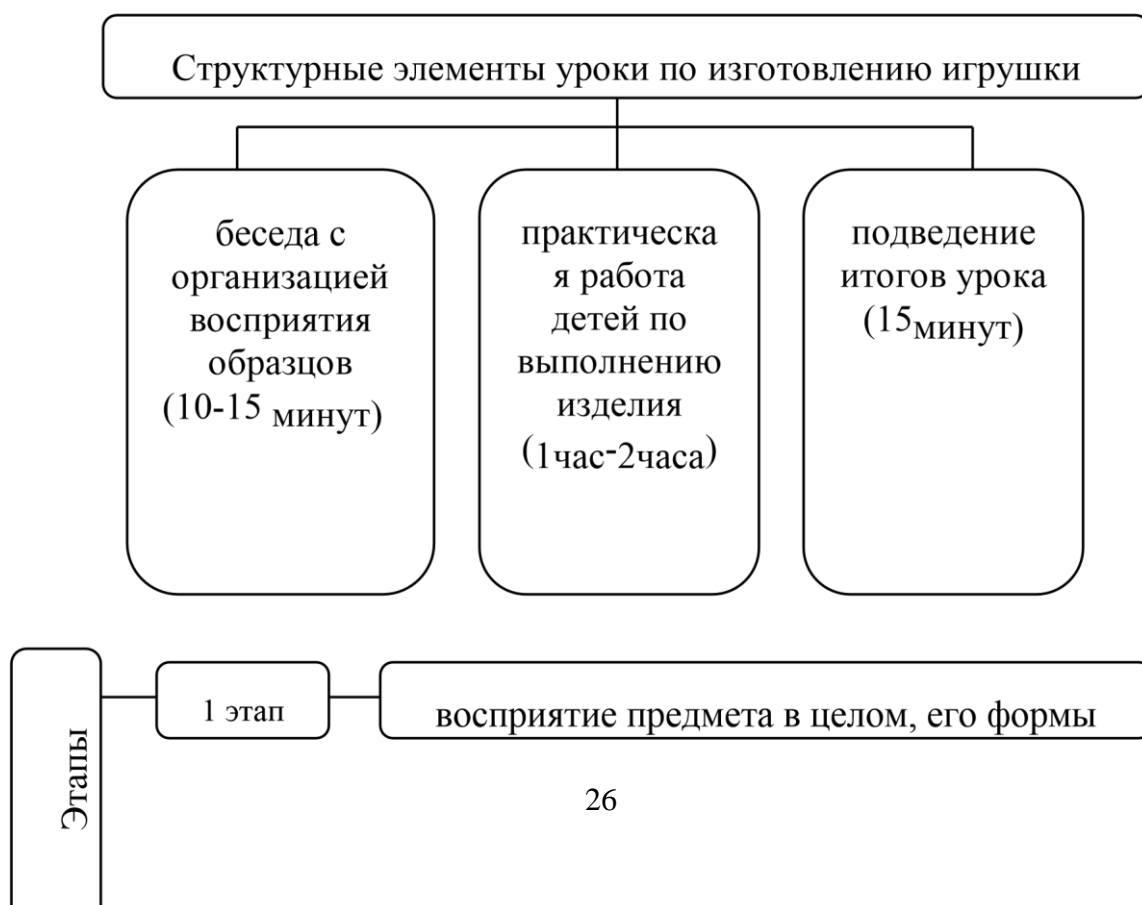 Структурные элементы уроки по изготовлению игрушки
беседа с
организацией
восприятия
образцов
(10-15 минут)
практическа
я работа
детей по
выполнению
изделия
(1час-2часа)
подведение
итогов урока
(15минут)
Этапы
1 этап
восприятие предмета в целом, его формы
26